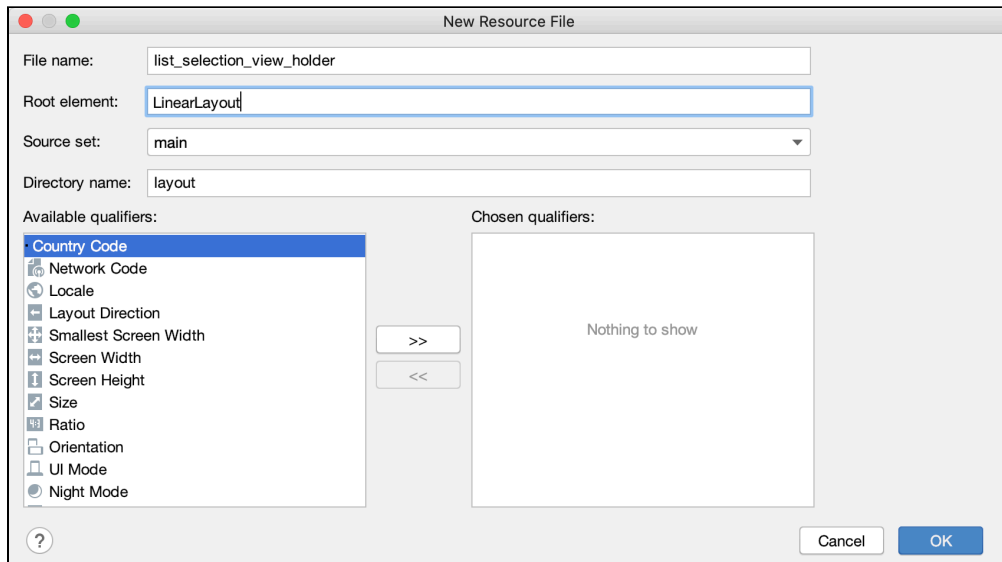 New Resource File
File name: list_selection_view_holder
Root element: LinearLayout
Source set: main
Directory name: layout
Available qualifiers: Chosen qualifiers:
Country Code
Network Code
Locale
Layout Direction
Smallest Screen Width
Screen Width
Screen Height
Size
Ratio
Orientation
UI Mode
Night Mode
>>
<<
Nothing to show
?
Cancel OK